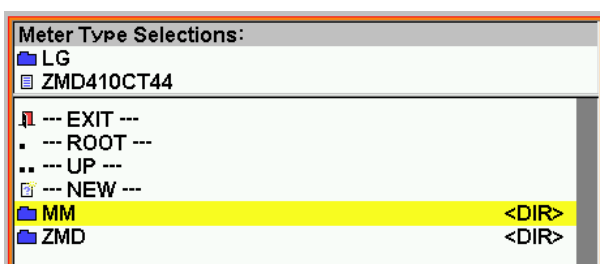 Meter Type Selections:
LG
ZMD410CT44
--- EXIT ---
. --- ROOT ---
.. --- UP ---
--- NEW ---
MM <DIR>
ZMD <DIR>